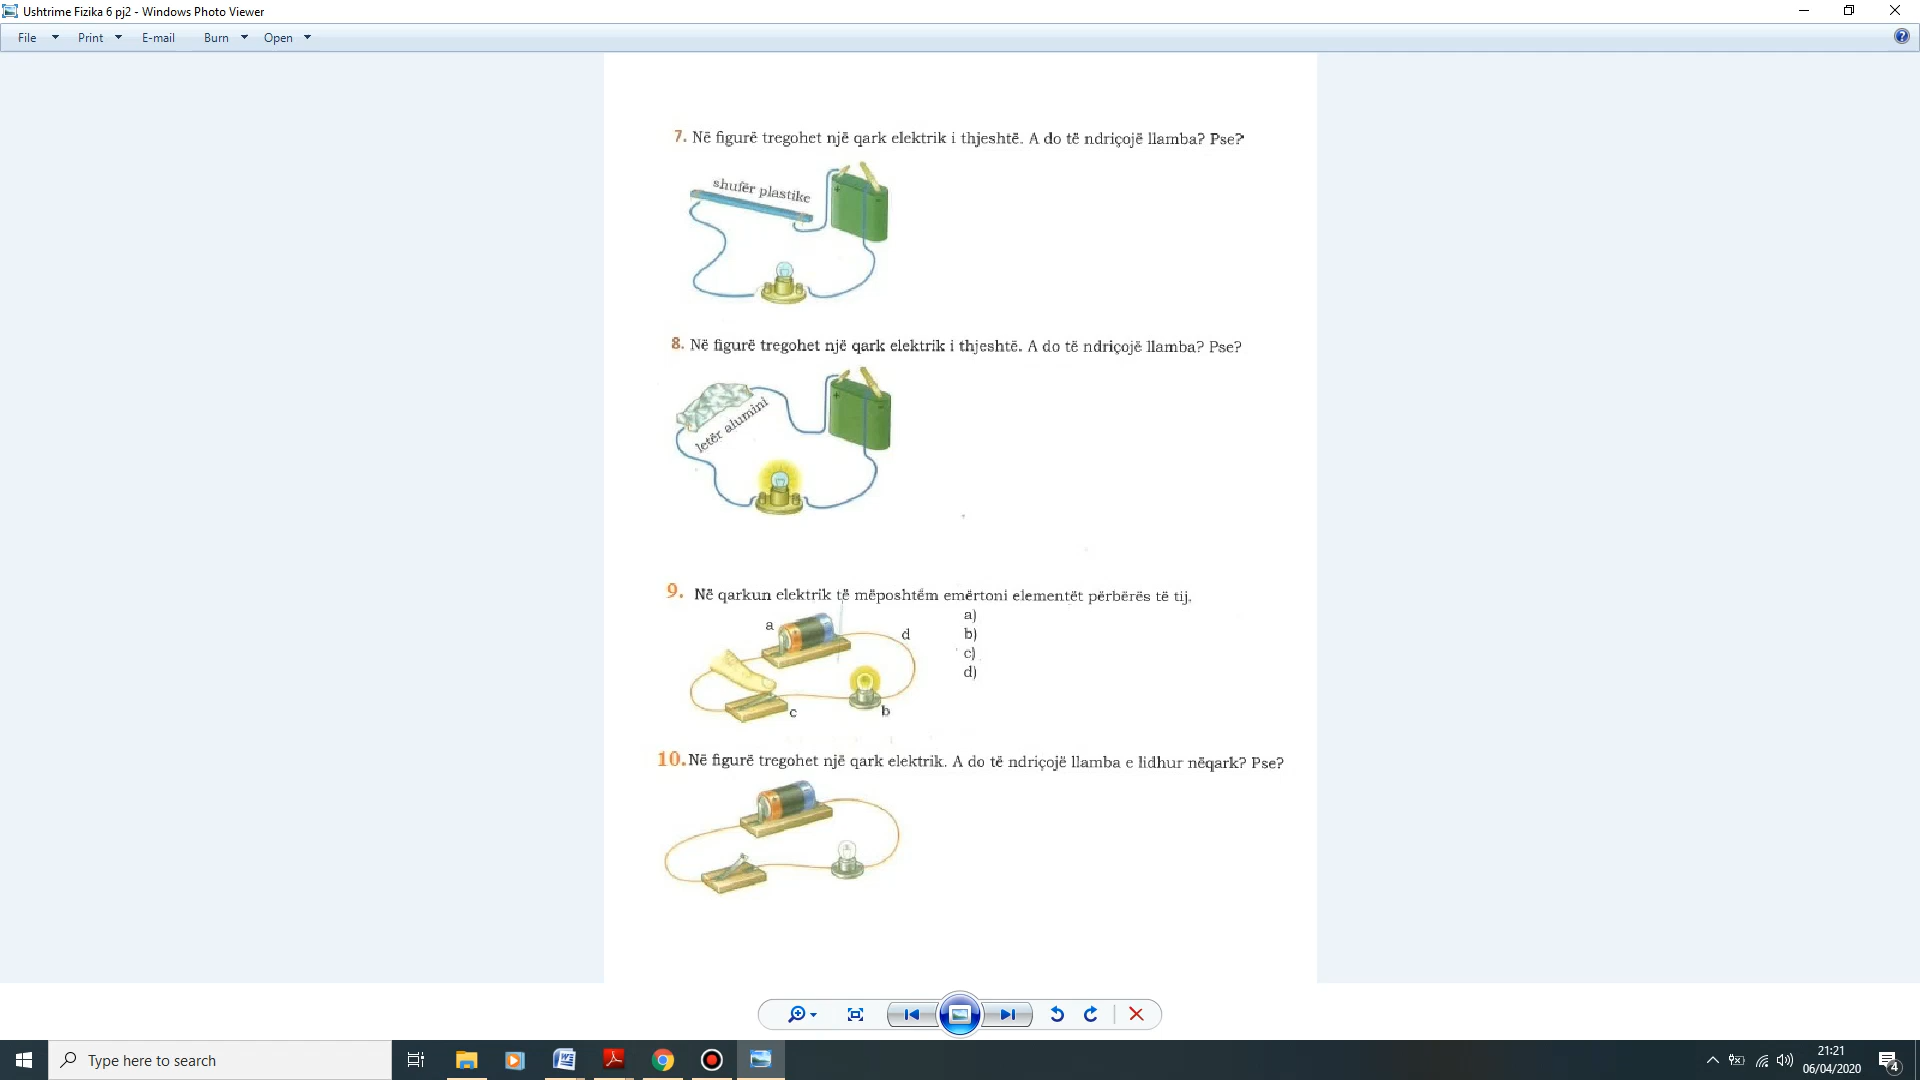 Ushtrime Fizika 6 pj2 - Windows Photo Viewer
File Print E-mail Burn Open
7. Në figurë tregohet një qark elektrik i thjeshtë. A do të ndriçojë llamba? Pse?
shufër plastike
+ -
8. Në figurë tregohet një qark elektrik i thjeshtë. A do të ndriçojë llamba? Pse?
letër alumini
+ -
9. Në qarkun elektrik të mëposhtëm emërtoni elementët përbërës të tij.
a)
b)
c)
d)
a
d
c
b
10. Në figurë tregohet një qark elektrik. A do të ndriçojë llamba e lidhur nëqark? Pse?
Type here to search
21:21
06/04/2020
4